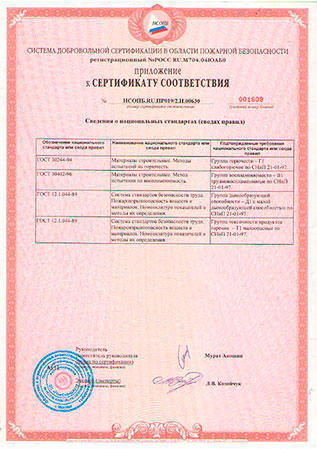 НСОПБ
СИСТЕМА ДОБРОВОЛЬНОЙ СЕРТИФИКАЦИИ В ОБЛАСТИ ПОЖАРНОЙ БЕЗОПАСНОСТИ
регистрационный №РОСС RU.М704.04ЮАБ0
приложение
к СЕРТИФИКАТУ СООТВЕТСТВИЯ
№ НСОПБ.RU.ПР019/2.Н.00630 001609
(номер сертификата соответствия) (учетный номер бланка)
Сведения о национальных стандартах (сводах правил)
Обозначение национального стандарта или свода правил
Наименование национального стандарта или свода правил
Подтверждаемые требования национального стандарта или свода правил
ГОСТ 30244-94
Материалы строительные. Методы
испытаний на горючесть.
Группа горючести – Г1
слабогорючие по СНиП 21-01-97.
ГОСТ 30402-96
Материалы строительные. Метод
испытания на воспламеняемость.
Группа воспламеняемости – В1
трудновоспламеняемые по СНиП
21-01-97.
ГОСТ 12.1.044-89
Система стандартов безопасности труда.
Пожаровзрывоопасность веществ и
материалов. Номенклатура показателей и
методы их определения.
Группа дымообразующей
способности – Д1 с малой
дымообразующей способностью по
СНиП 21-01-97.
ГОСТ 12.1.044-89
Система стандартов безопасности труда.
Пожаровзрывоопасность веществ и
материалов. Номенклатура показателей и
методы их определения.
Группа токсичности продуктов
горения – Т1 малоопасные по
СНиП 21-01-97.
Руководитель
(заместитель руководителя)
органа по сертификации
Эксперт (эксперты)